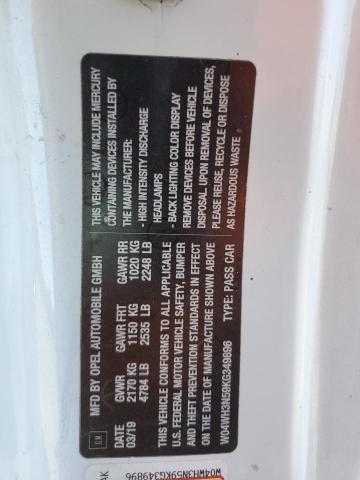 MFD BY OPEL AUTOMOBILE GMBH
GM
DATE GVWR GAWR FRT GAWR RR
03/19 2170 KG 1150 KG 1020 KG
4784 LB 2535 LB 2248 LB
THIS VEHICLE CONFORMS TO ALL APPLICABLE
U.S. FEDERAL MOTOR VEHICLE SAFETY, BUMPER
AND THEFT PREVENTION STANDARDS IN EFFECT
ON THE DATE OF MANUFACTURE SHOWN ABOVE
W04WH3N59KG349896 TYPE: PASS CAR
THIS VEHICLE MAY INCLUDE MERCURY
CONTAINING DEVICES INSTALLED BY
THE MANUFACTURER:
- HIGH INTENSITY DISCHARGE
HEADLAMPS
- BACK LIGHTING COLOR DISPLAY
REMOVE DEVICES BEFORE VEHICLE
DISPOSAL. UPON REMOVAL OF DEVICES,
PLEASE REUSE, RECYCLE OR DISPOSE
AS HAZARDOUS WASTE
W04WH3N59KG349896
AK